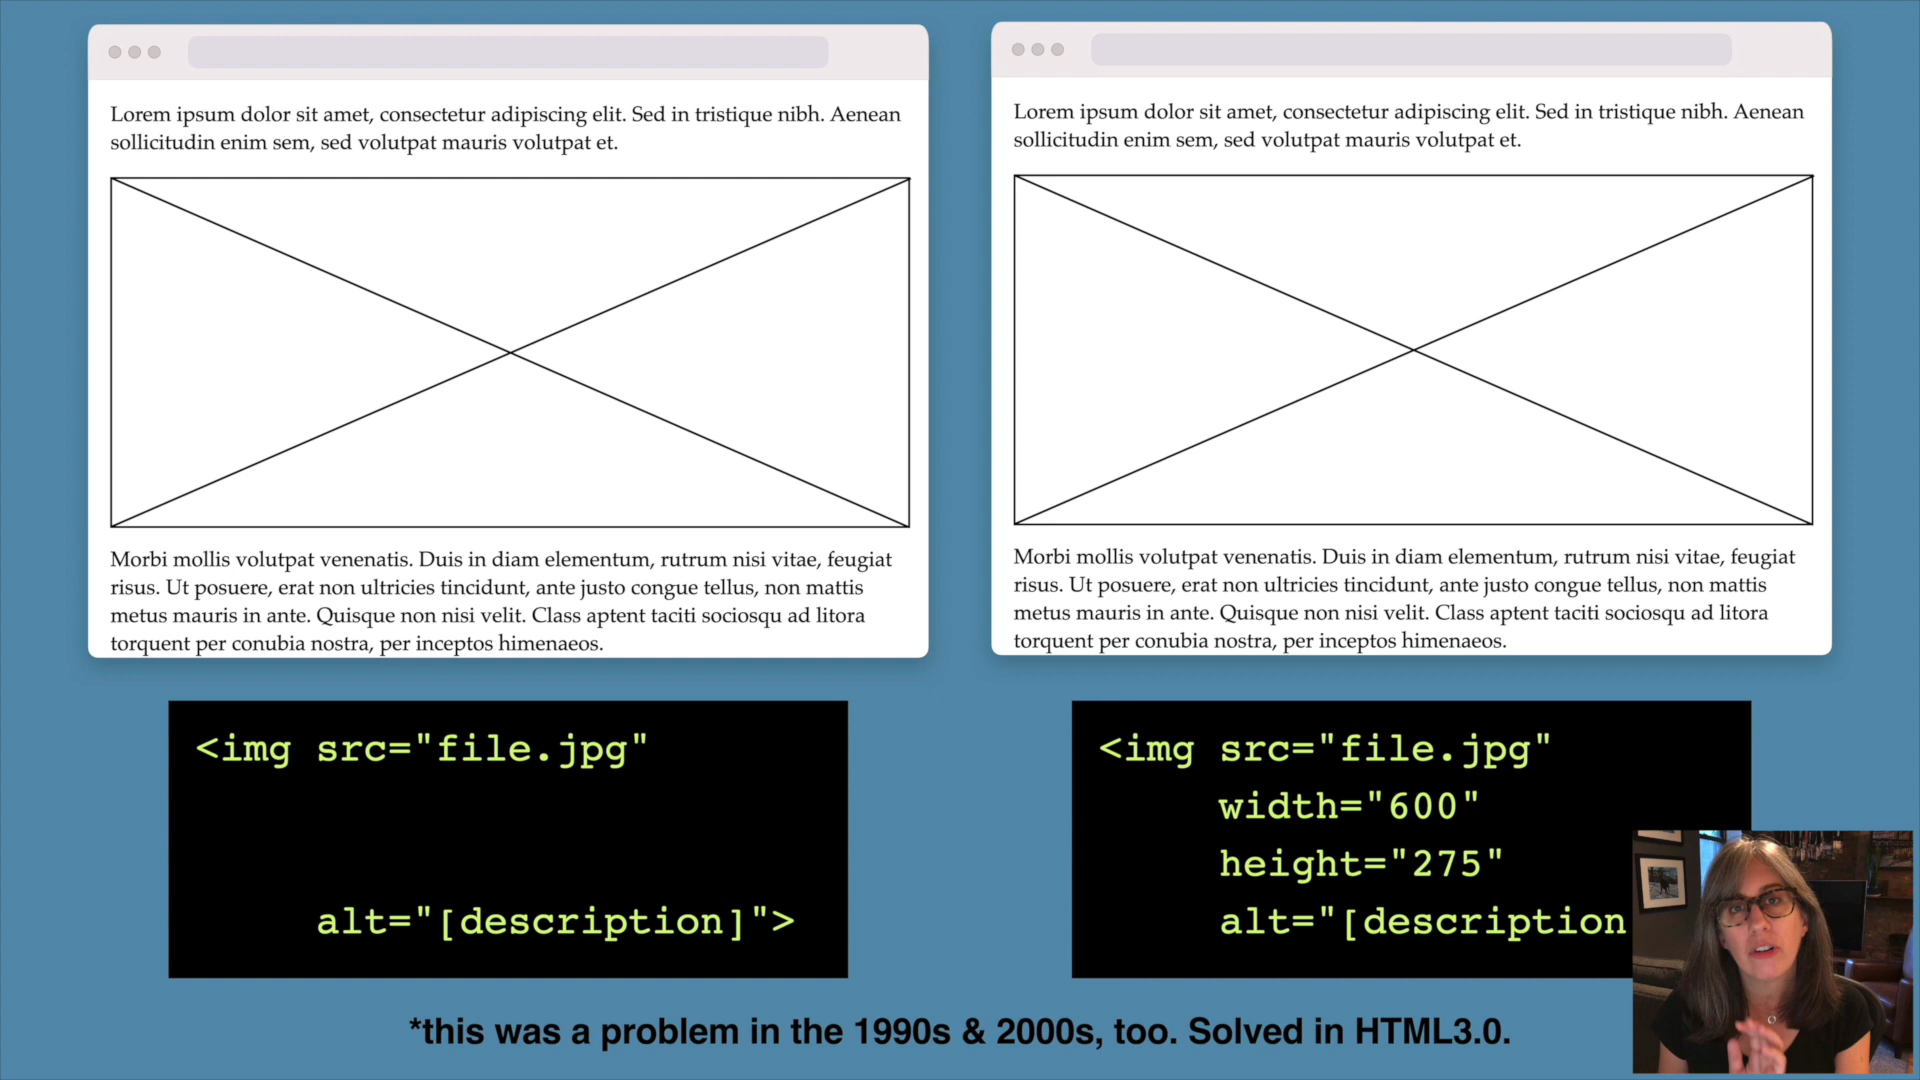 Lorem ipsum dolor sit amet, consectetur adipiscing elit. Sed in tristique nibh. Aenean
sollicitudin enim sem, sed volutpat mauris volutpat et.
Morbi mollis volutpat venenatis. Duis in diam elementum, rutrum nisi vitae, feugiat
risus. Ut posuere, erat non ultricies tincidunt, ante justo congue tellus, non mattis
metus mauris in ante. Quisque non nisi velit. Class aptent taciti sociosqu ad litora
torquent per conubia nostra, per inceptos himenaeos.
<img src="file.jpg"
alt="[description]">
Lorem ipsum dolor sit amet, consectetur adipiscing elit. Sed in tristique nibh. Aenean
sollicitudin enim sem, sed volutpat mauris volutpat et.
Morbi mollis volutpat venenatis. Duis in diam elementum, rutrum nisi vitae, feugiat
risus. Ut posuere, erat non ultricies tincidunt, ante justo congue tellus, non mattis
metus mauris in ante. Quisque non nisi velit. Class aptent taciti sociosqu ad litora
torquent per conubia nostra, per inceptos himenaeos.
<img src="file.jpg"
width="600"
height="275"
alt="[description
*this was a problem in the 1990s & 2000s, too. Solved in HTML3.0.